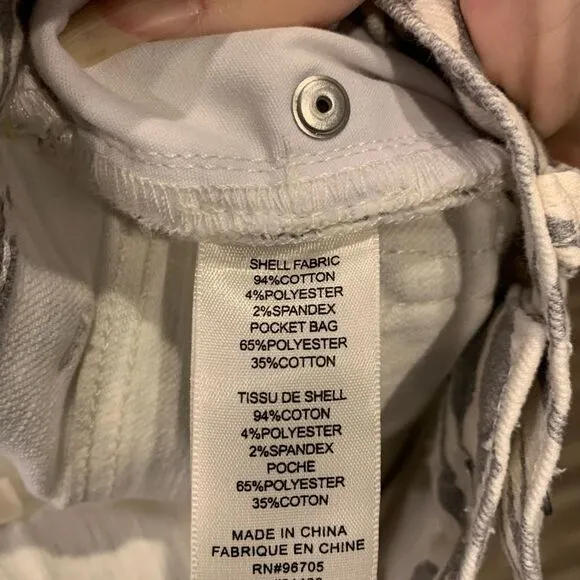 SHELL FABRIC
94%COTTON
4%POLYESTER
2%SPANDEX
POCKET BAG
65%POLYESTER
35%COTTON
TISSU DE SHELL
94%COTON
4%POLYESTER
2%SPANDEX
POCHE
65%POLYESTER
35%COTON
MADE IN CHINA
FABRIQUE EN CHINE
RN#96705